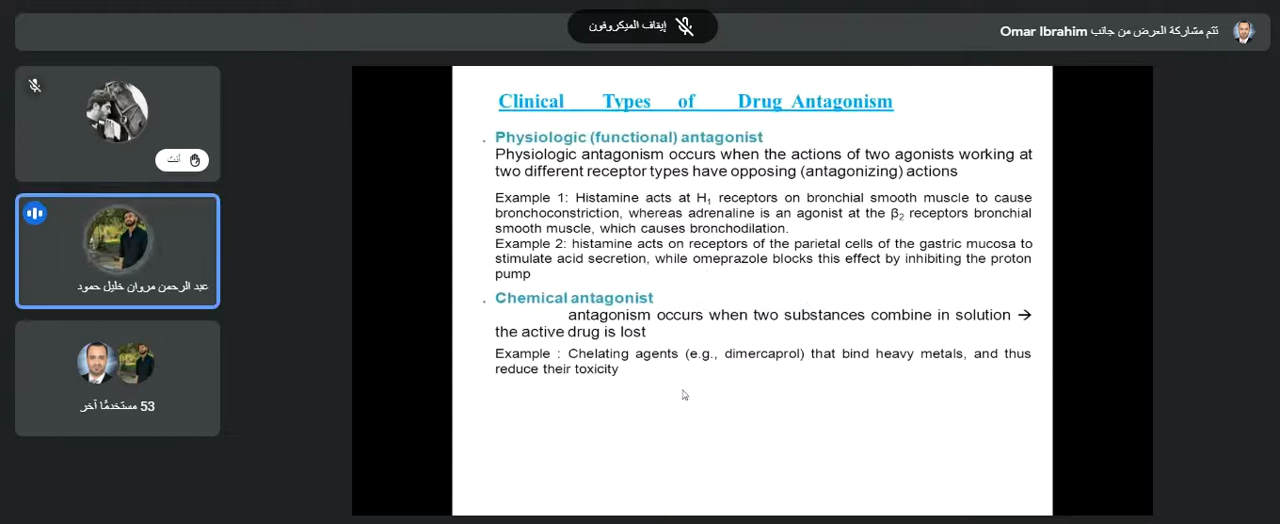 إيقاف الميكروفون
تتم مشاركة العرض من جانب Omar Ibrahim
أنت
عبد الرحمن مروان خليل حمود
53 مستخدمًا آخر
Clinical Types of Drug Antagonism
. Physiologic (functional) antagonist
Physiologic antagonism occurs when the actions of two agonists working at
two different receptor types have opposing (antagonizing) actions
Example 1: Histamine acts at H₁ receptors on bronchial smooth muscle to cause
bronchoconstriction, whereas adrenaline is an agonist at the β₂ receptors bronchial
smooth muscle, which causes bronchodilation.
Example 2: histamine acts on receptors of the parietal cells of the gastric mucosa to
stimulate acid secretion, while omeprazole blocks this effect by inhibiting the proton
pump
. Chemical antagonist
antagonism occurs when two substances combine in solution →
the active drug is lost
Example : Chelating agents (e.g., dimercaprol) that bind heavy metals, and thus
reduce their toxicity